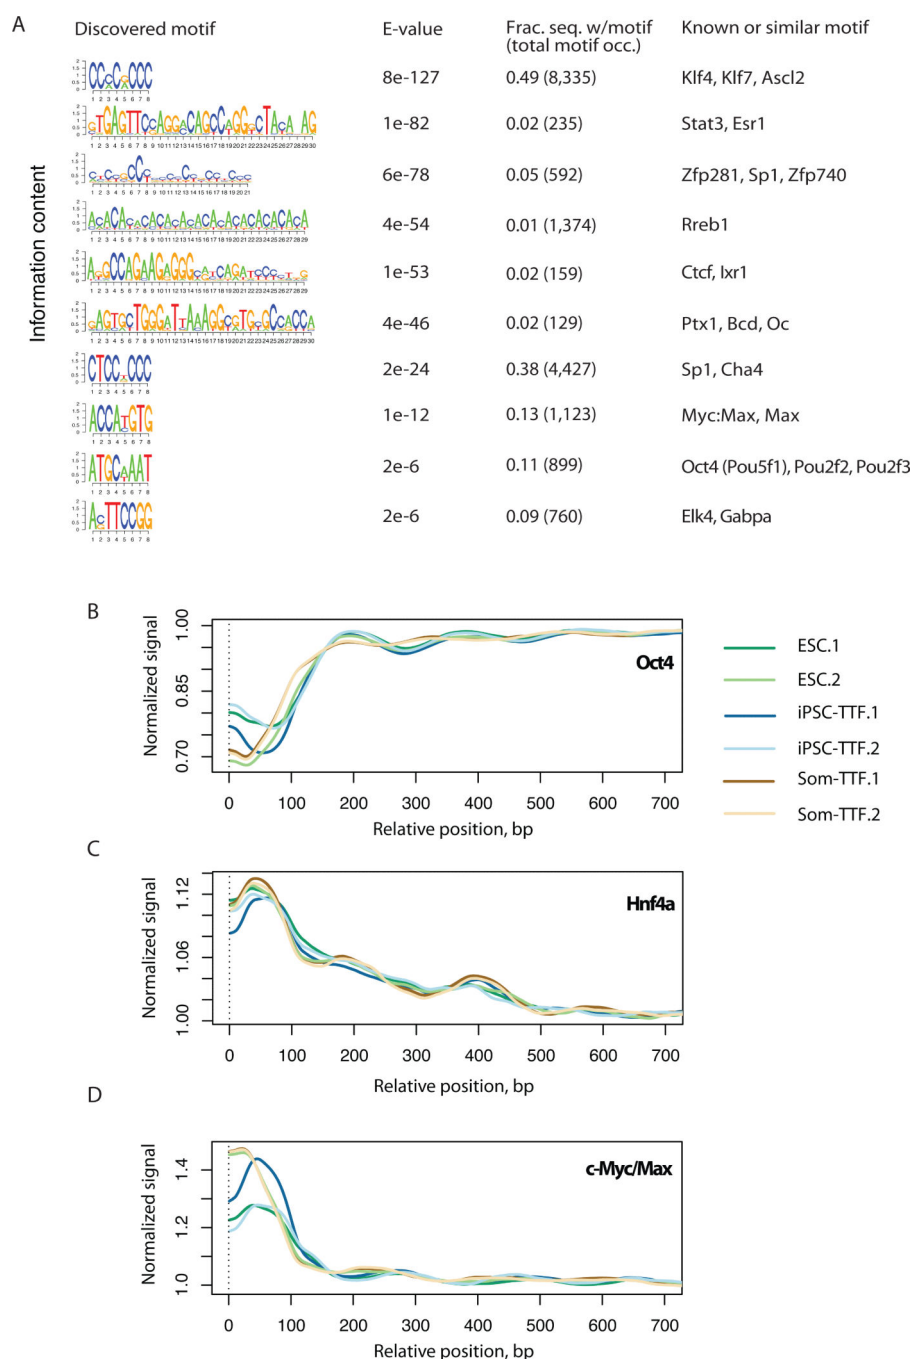 A
Discovered motif E-value Frac. seq. w/motif Known or similar motif
(total motif occ.)
8e-127 0.49 (8,335) Klf4, Klf7, Ascl2
1e-82 0.02 (235) Stat3, Esr1
6e-78 0.05 (592) Zfp281, Sp1, Zfp740
4e-54 0.01 (1,374) Rreb1
1e-53 0.02 (159) Ctcf, Ixr1
4e-46 0.02 (129) Ptx1, Bcd, Oc
2e-24 0.38 (4,427) Sp1, Cha4
1e-12 0.13 (1,123) Myc:Max, Max
2e-6 0.11 (899) Oct4 (Pou5f1), Pou2f2, Pou2f3
2e-6 0.09 (760) Elk4, Gabpa
Information content
B
Normalized signal
1.00
0.85
0.70
Oct4
0 100 200 300 400 500 600 700
Relative position, bp
ESC.1
ESC.2
iPSC-TTF.1
iPSC-TTF.2
Som-TTF.1
Som-TTF.2
C
Normalized signal
1.12
1.06
1.00
Hnf4a
0 100 200 300 400 500 600 700
Relative position, bp
D
Normalized signal
1.4
1.2
1.0
c-Myc/Max
0 100 200 300 400 500 600 700
Relative position, bp